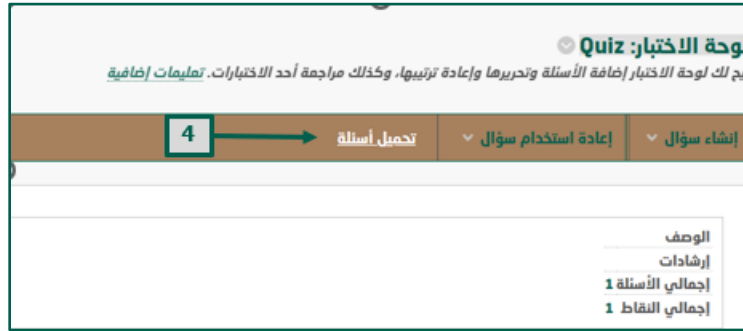 لوحة الاختبار: Quiz
يح لك لوحة الاختبار إضافة الأسئلة وتحريرها وإعادة ترتيبها، وكذلك مراجعة أحد الاختبارات. تعليمات إضافية
إنشاء سؤال إعادة استخدام سؤال تحميل أسئلة 4
الوصف
إرشادات
إجمالي الأسئلة 1
إجمالي النقاط 1